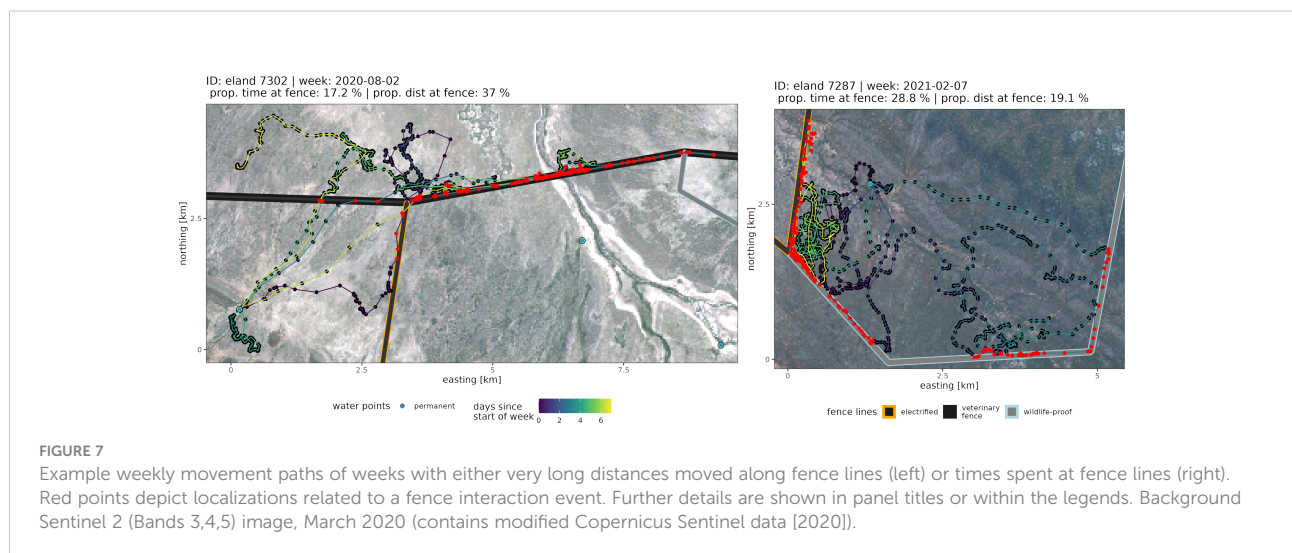 ID: eland 7302 | week: 2020-08-02
prop. time at fence: 17.2 % | prop. dist at fence: 37 %
ID: eland 7287 | week: 2021-02-07
prop. time at fence: 28.8 % | prop. dist at fence: 19.1 %
northing [km]
2.5
0
0
2.5
5
7.5
easting [km]
northing [km]
2.5
0
0
2.5
5
easting [km]
water points
permanent
days since
start of week
0 2 4 6
fence lines
electrified
veterinary
fence
wildlife-proof
FIGURE 7
Example weekly movement paths of weeks with either very long distances moved along fence lines (left) or times spent at fence lines (right).
Red points depict localizations related to a fence interaction event. Further details are shown in panel titles or within the legends. Background
Sentinel 2 (Bands 3,4,5) image, March 2020 (contains modified Copernicus Sentinel data [2020]).